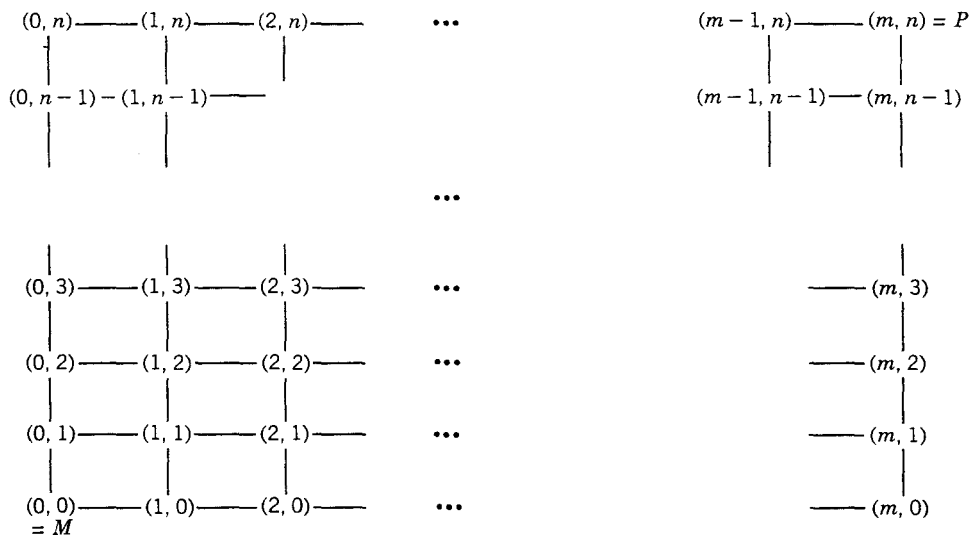 (0, n) (1, n) (2, n) ••• (m − 1, n) (m, n) = P
(0, n − 1) (1, n − 1) (m − 1, n − 1) (m, n − 1)
•••
(0, 3) (1, 3) (2, 3) ••• (m, 3)
(0, 2) (1, 2) (2, 2) ••• (m, 2)
(0, 1) (1, 1) (2, 1) ••• (m, 1)
(0, 0) (1, 0) (2, 0) ••• (m, 0)
= M